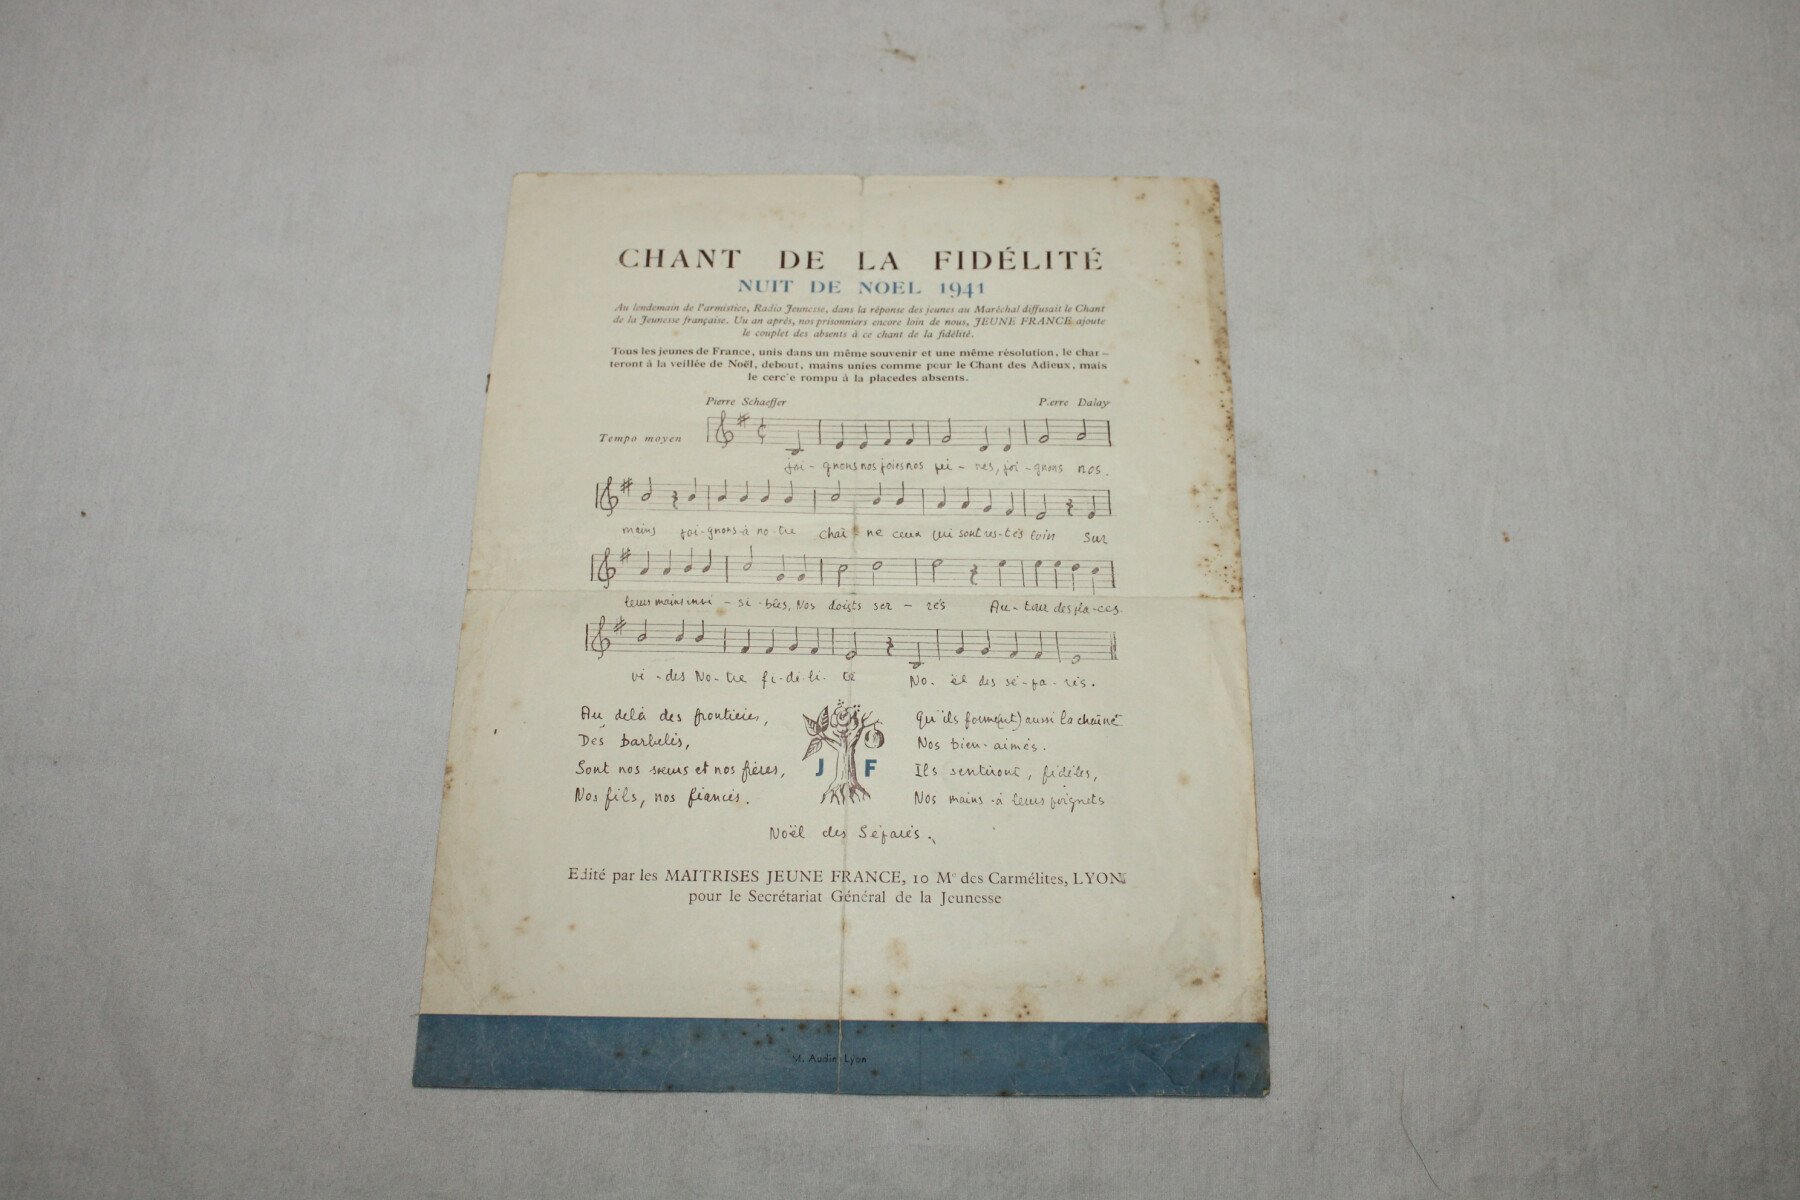 CHANT DE LA FIDÉLITÉ
NUIT DE NOEL 1941
Au lendemain de l'armistice, Radio Jeunesse, dans la réponse des jeunes au Maréchal diffusait le Chant
de la Jeunesse française. Uu an après, nos prisonniers encore loin de nous, JEUNE FRANCE ajoute
le couplet des absents à ce chant de la fidélité.
Tous les jeunes de France, unis dans un même souvenir et une même résolution, le chan-
teront à la veillée de Noël, debout, mains unies comme pour le Chant des Adieux, mais
le cerc'e rompu à la placedes absents.
Pierre Schaeffer P.erre Dalay
Tempo moyen
joi - gnons nos joies nos pei - nes, joi - gnons nos.
mains joi-gnons-à no-tre chaî - ne ceux qui sont res-tés loin Sur
leurs mains invi - si - bles, Nos doigts ser - rés Au - tour des pla - ces.
vi - des No - tre fi - dé - li - té No - ël des sé - pa - rés.
Au delà des frontières,
Des barbelés,
Sont nos sœurs et nos frères,
Nos fils, nos fiancés.
J F
Qu'ils forme(nt) aussi la chaîne
Nos bien-aimés.
Ils sentiront, fidèles,
Nos mains à leurs poignets
Noël des Séparés.
Edité par les MAITRISES JEUNE FRANCE, 10 Me des Carmélites, LYON
pour le Secrétariat Général de la Jeunesse
M. Audin Lyon